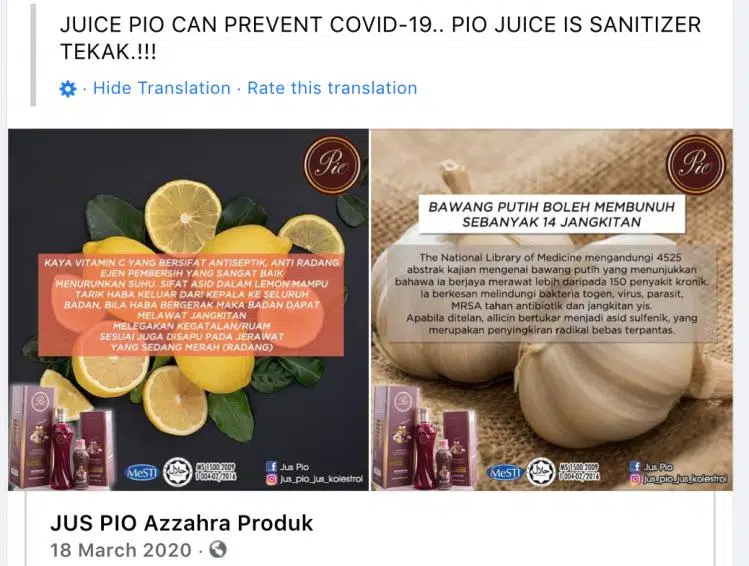 JUICE PIO CAN PREVENT COVID-19.. PIO JUICE IS SANITIZER
TEKAK.!!!
· Hide Translation · Rate this translation
Pio
KAYA VITAMIN C YANG BERSIFAT ANTISEPTIK, ANTI RADANG
EJEN PEMBERSIH YANG SANGAT BAIK
MENURUNKAN SUHU. SIFAT ASID DALAM LEMON MAMPU
TARIK HABA KELUAR DARI KEPALA KE SELURUH
BADAN, BILA HABA BERGERAK MAKA BADAN DAPAT
MELAWAT JANGKITAN
MELEGAKAN KEGATALAN/RUAM
SESUAI JUGA DISAPU PADA JERAWAT
YANG SEDANG MERAH (RADANG)
MeSTI
MS 1500:2009
1 004-02/2016
Jus Pio
jus_pio_jus_kolestrol
Pio
BAWANG PUTIH BOLEH MEMBUNUH
SEBANYAK 14 JANGKITAN
The National Library of Medicine mengandungi 4525
abstrak kajian mengenai bawang putih yang menunjukkan
bahawa ia berjaya merawat lebih daripada 150 penyakit kronik.
Ia berkesan melindungi bakteria togen, virus, parasit,
MRSA tahan antibiotik dan jangkitan yis.
Apabila ditelan, allicin bertukar menjadi asid sulfenik, yang
merupakan penyingkiran radikal bebas terpantas.
MeSTI
MS 1500:2009
1 004-02/2016
Jus Pio
jus_pio_jus_kolestrol
JUS PIO Azzahra Produk
18 March 2020 ·